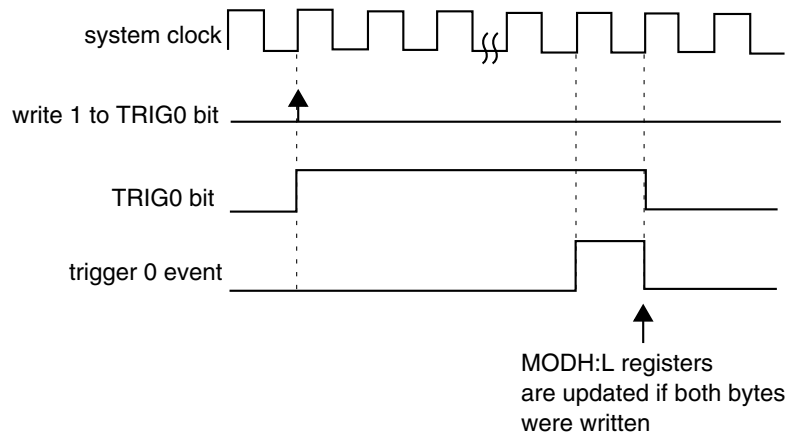 system clock
write 1 to TRIG0 bit
TRIG0 bit
trigger 0 event
MODH:L registers
are updated if both bytes
were written